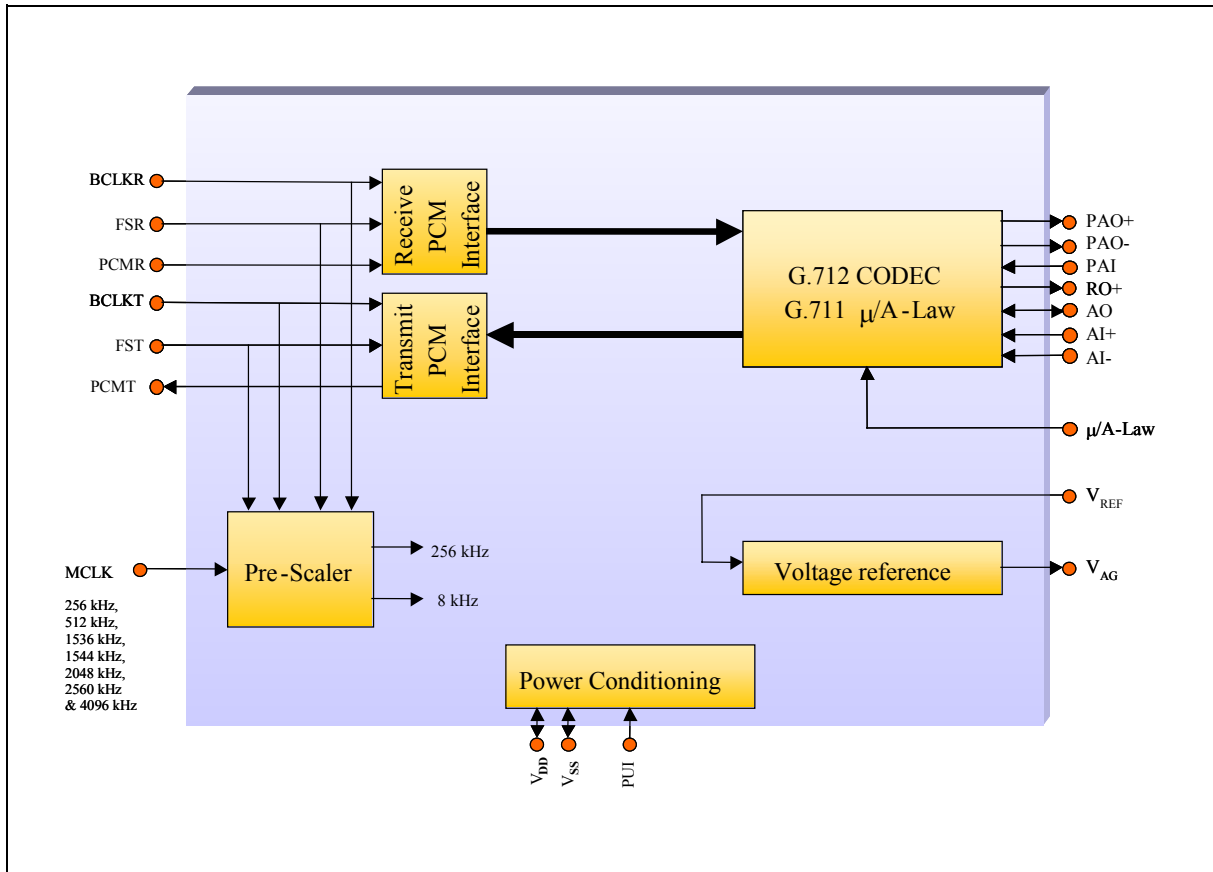 BCLKR
FSR
PCMR
BCLKT
FST
PCMT
Receive
PCM
Interface
Transmit
PCM
Interface
G.712 CODEC
G.711 μ/A-Law
PAO+
PAO-
PAI
RO+
AO
AI+
AI-
μ/A-Law
VREF
VAG
Voltage reference
MCLK
256 kHz,
512 kHz,
1536 kHz,
1544 kHz,
2048 kHz,
2560 kHz
& 4096 kHz
Pre-Scaler
256 kHz
8 kHz
Power Conditioning
VDD
VSS
PUI